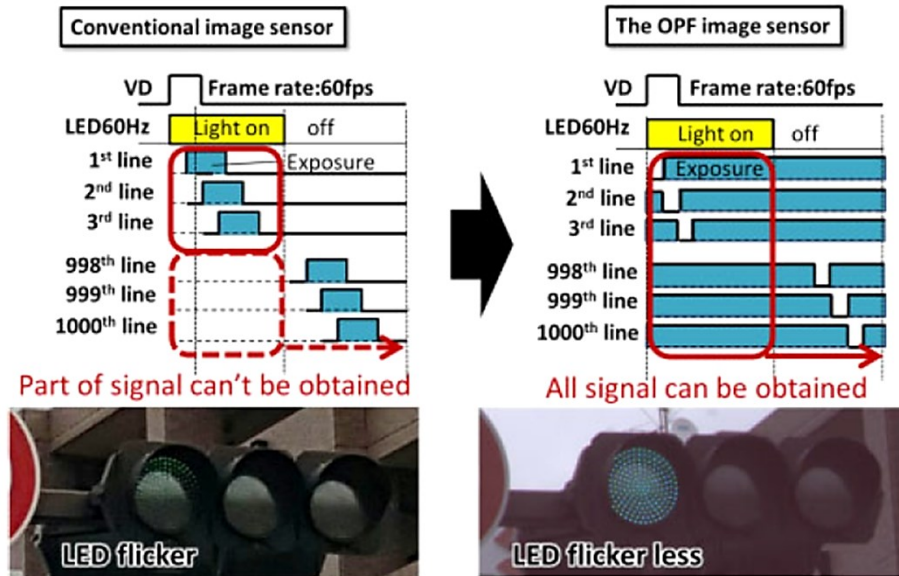 Conventional image sensor
VD
Frame rate:60fps
LED60Hz
Light on
off
1st line
Exposure
2nd line
3rd line
998th line
999th line
1000th line
Part of signal can't be obtained
LED flicker
The OPF image sensor
VD
Frame rate:60fps
LED60Hz
Light on
off
1st line
Exposure
2nd line
3rd line
998th line
999th line
1000th line
All signal can be obtained
LED flicker less